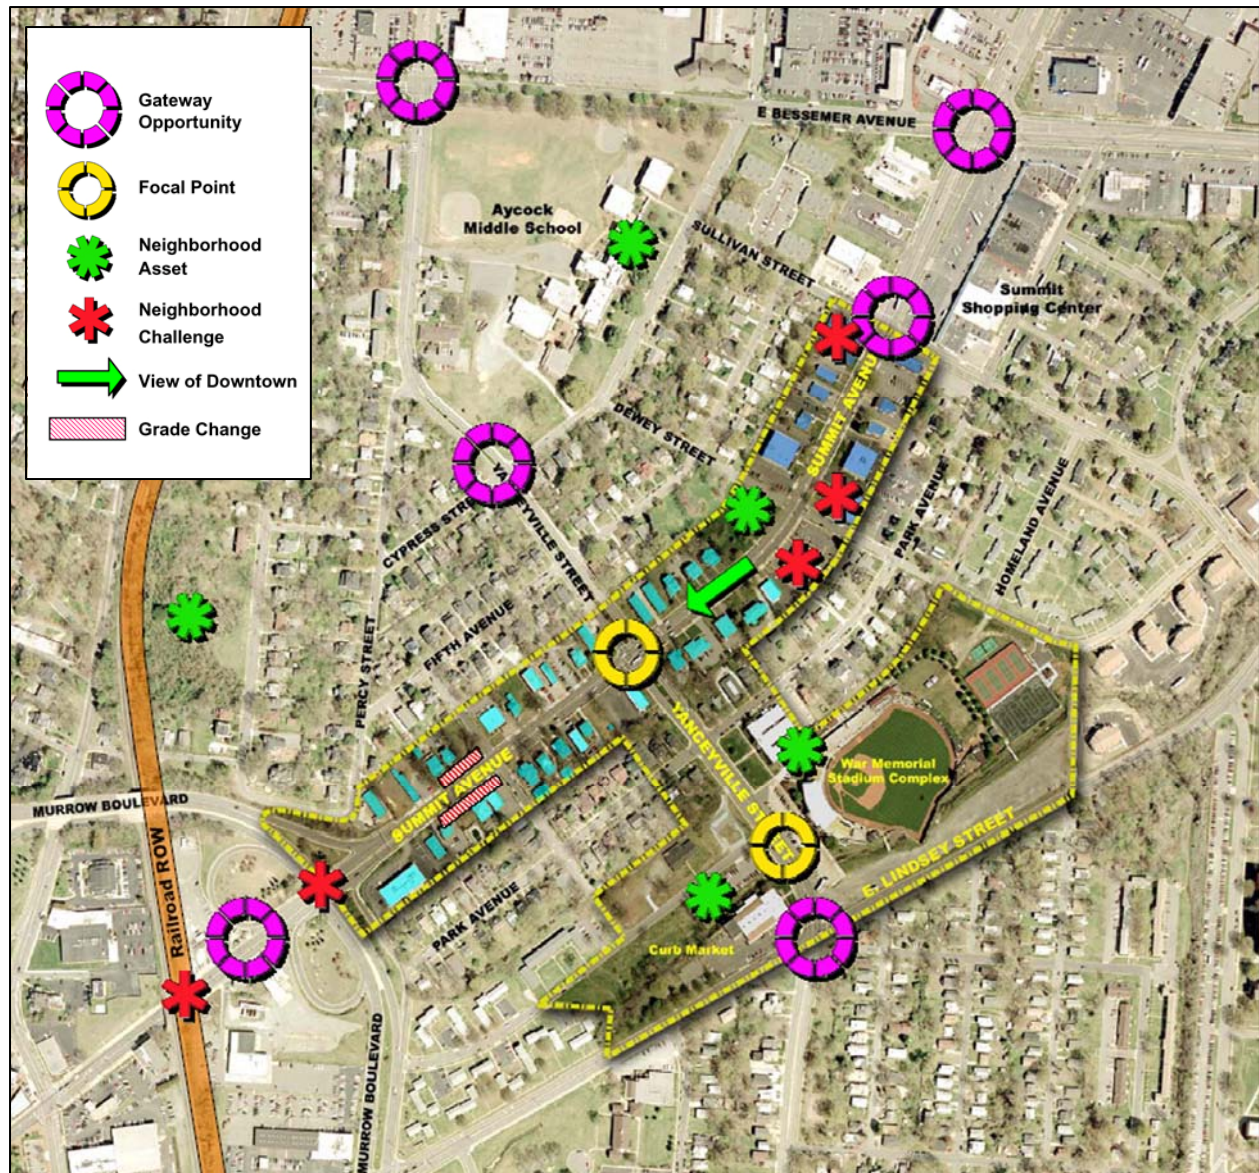 Gateway
Opportunity
Focal Point
Neighborhood
Asset
Neighborhood
Challenge
View of Downtown
Grade Change
E BESSEMER AVENUE
Aycock
Middle School
SULLIVAN STREET
Summit
Shopping Center
SUMMIT AVENUE
DEWEY STREET
PARK AVENUE
HOMELAND AVENUE
CYPRESS STREET
YANCEYVILLE STREET
FIFTH AVENUE
PERCY STREET
YANCEYVILLE STREET
War Memorial
Stadium Complex
SUMMIT AVENUE
MURROW BOULEVARD
Railroad ROW
E. LINDSEY STREET
PARK AVENUE
Curb Market
MURROW BOULEVARD